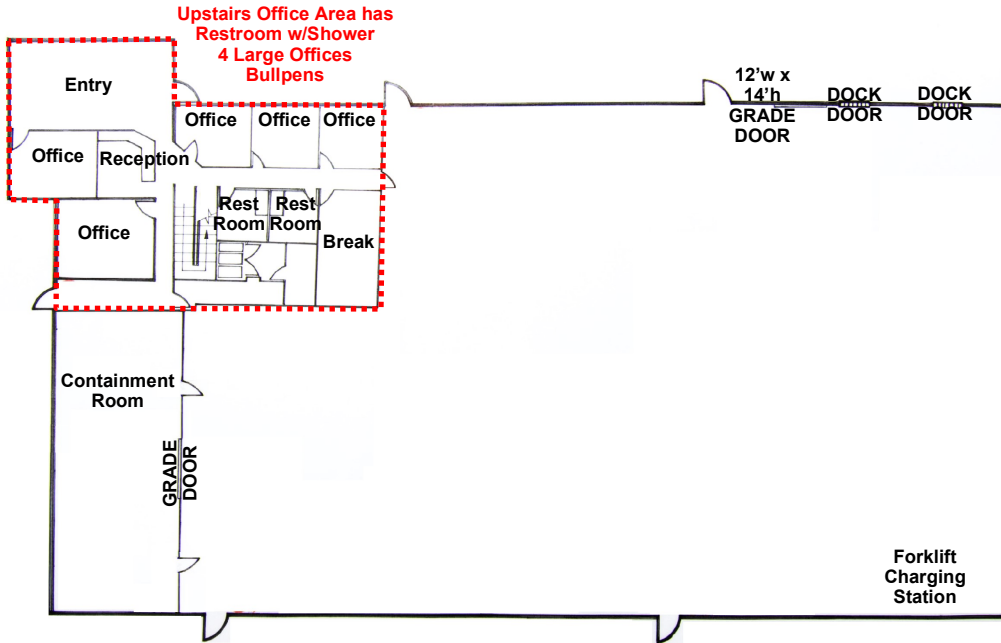 Upstairs Office Area has
Restroom w/Shower
4 Large Offices
Bullpens
Entry
12’w x
14’h
GRADE
DOOR
DOCK
DOOR
DOCK
DOOR
Office
Office
Office
Office
Reception
Rest
Room
Rest
Room
Office
Break
Containment
Room
GRADE
DOOR
Forklift
Charging
Station